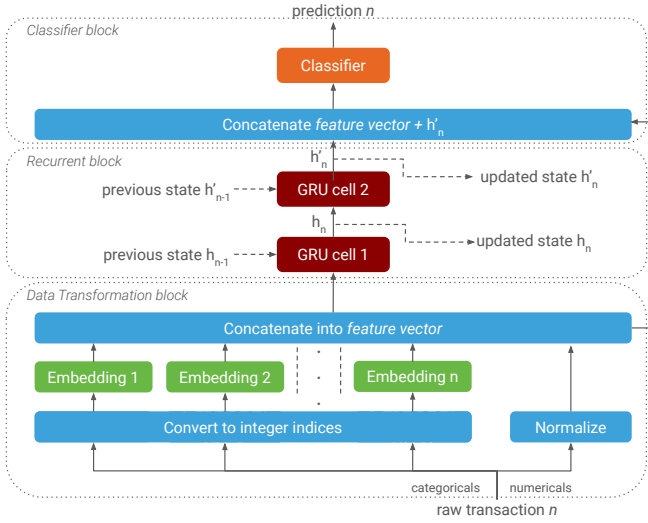 prediction n
Classifier block
Classifier
Concatenate feature vector + h'n
Recurrent block
h'n
previous state h'n-1
GRU cell 2
updated state h'n
hn
previous state hn-1
GRU cell 1
updated state hn
Data Transformation block
Concatenate into feature vector
Embedding 1
Embedding 2
Embedding n
Convert to integer indices
Normalize
categoricals
numericals
raw transaction n